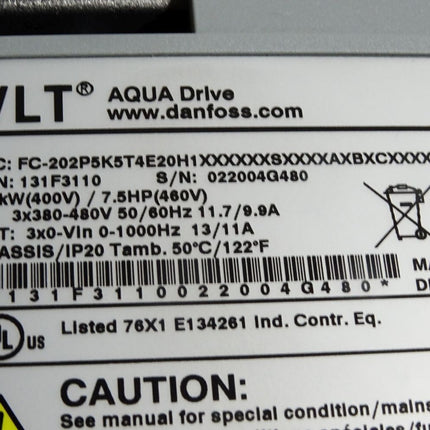 VLT® AQUA Drive
www.danfoss.com
C: FC-202P5K5T4E20H1XXXXXXSXXXXAXBXCXXXX
N: 131F3110 S/N: 022004G480
kW(400V) / 7.5HP(460V)
3x380-480V 50/60Hz 11.7/9.9A
T: 3x0-Vin 0-1000Hz 13/11A
ASSIS/IP20 Tamb. 50°C/122°F
131F3110022004G480*
UL US Listed 76X1 E134261 Ind. Contr. Eq.
CAUTION:
See manual for special condition/mains